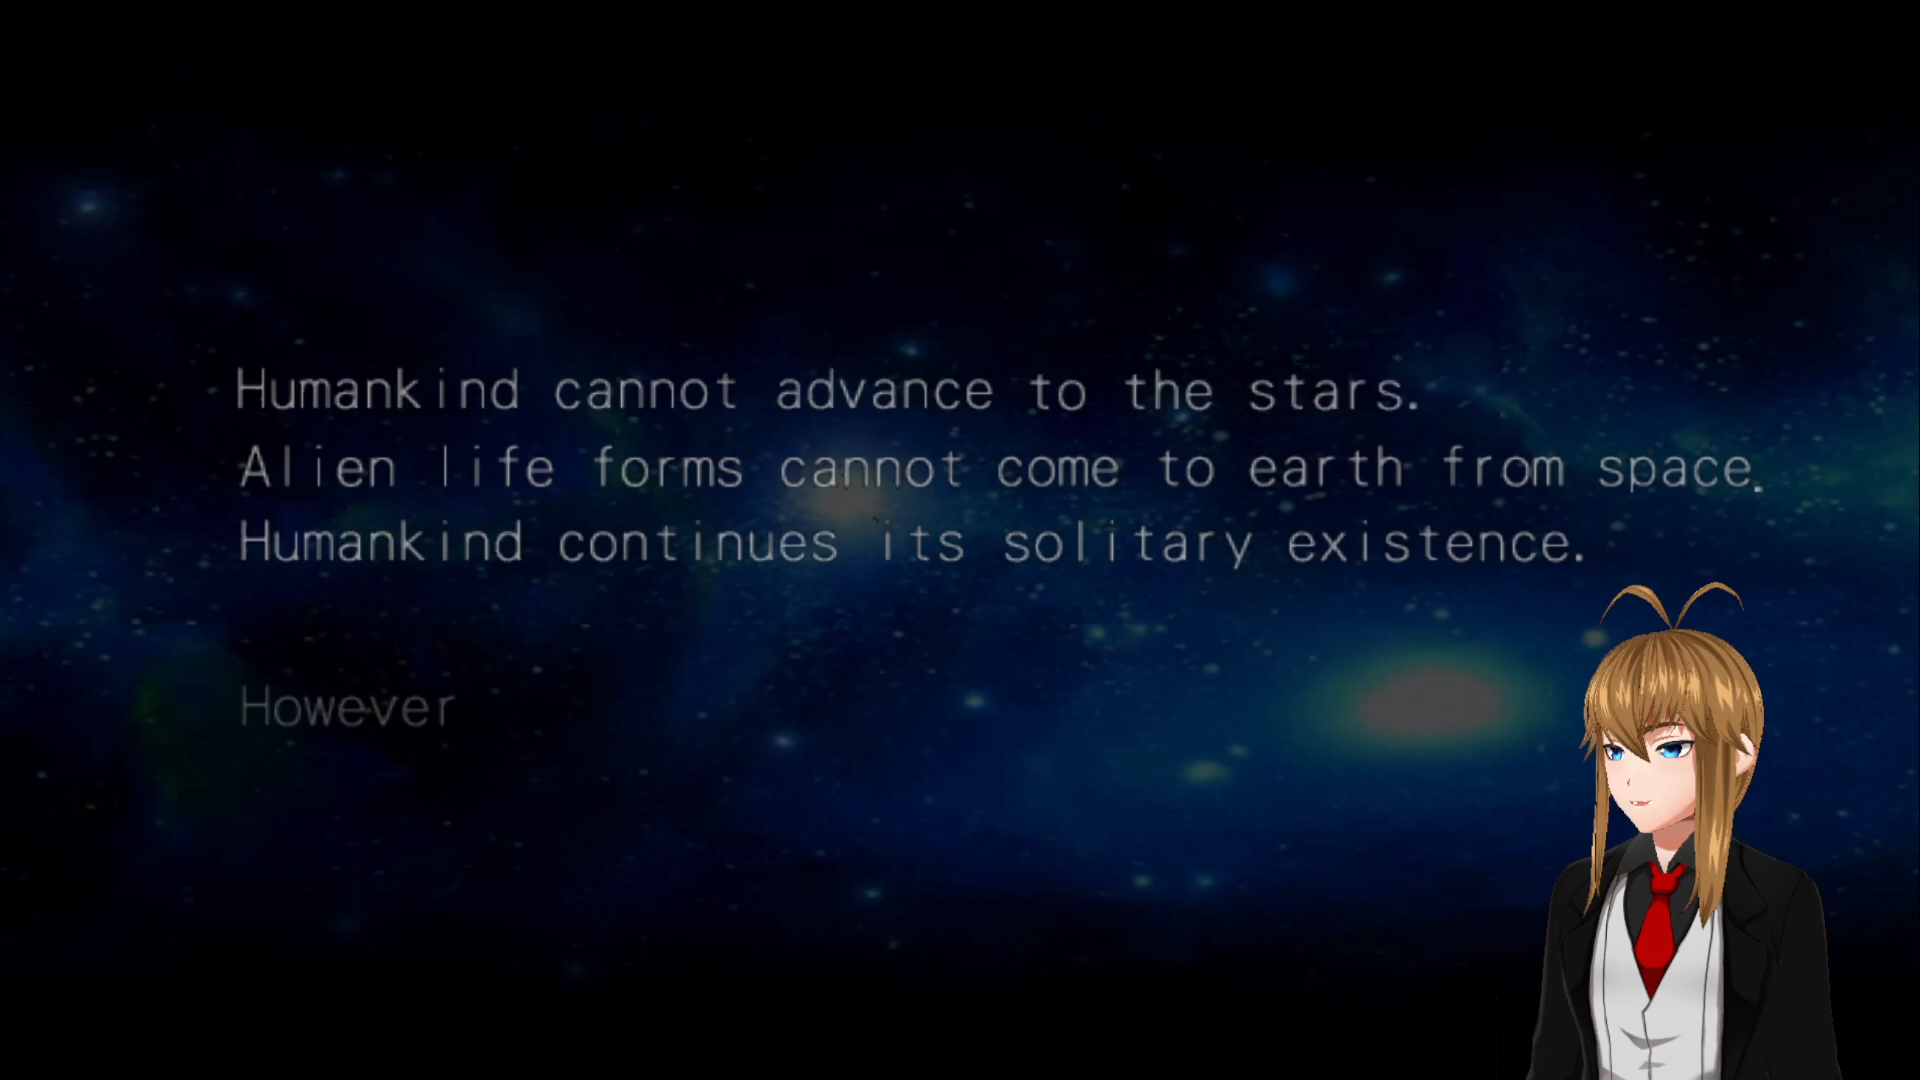 Humankind cannot advance to the stars.
Alien life forms cannot come to earth from space.
Humankind continues its solitary existence.
However